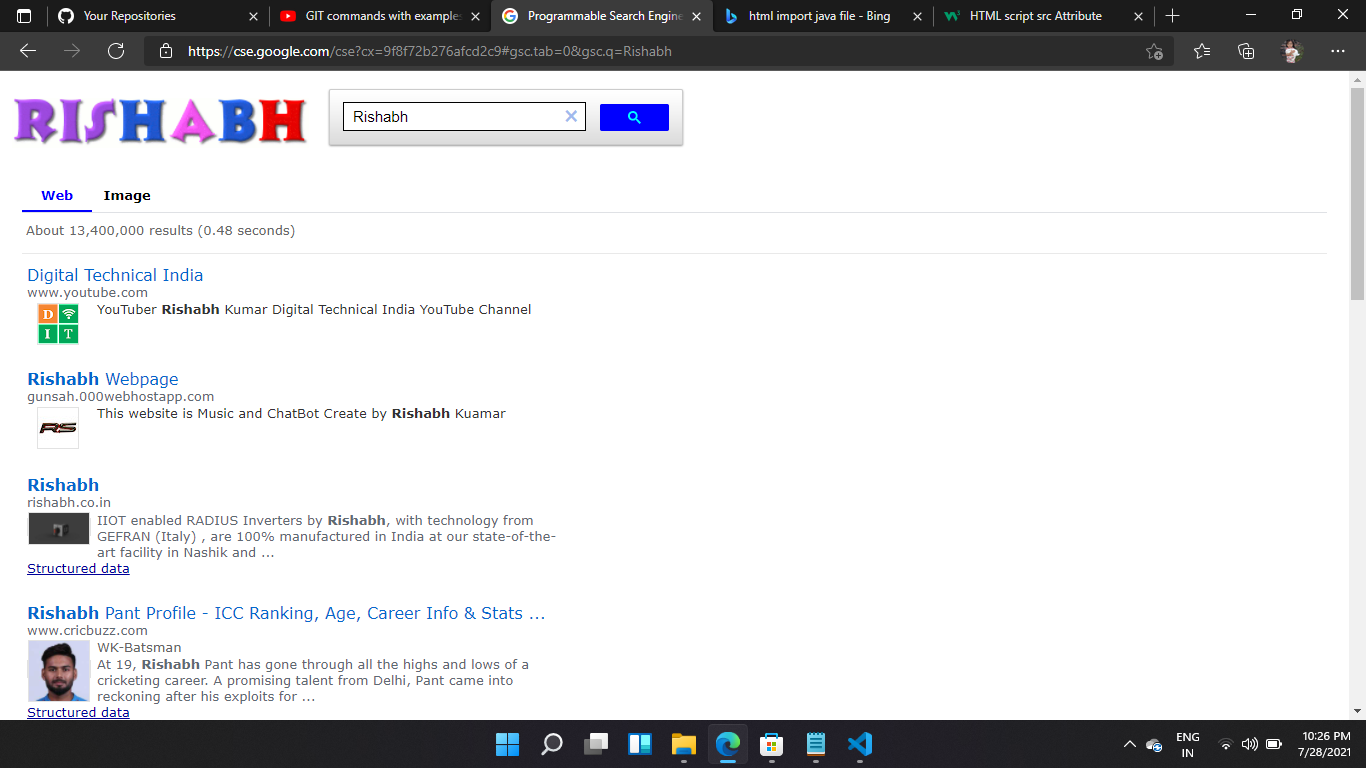 Your Repositories
GIT commands with example
Programmable Search Engine
html import java file - Bing
HTML script src Attribute
https://cse.google.com/cse?cx=9f8f72b276afcd2c9#gsc.tab=0&gsc.q=Rishabh
RISHABH
Rishabh
Web Image
About 13,400,000 results (0.48 seconds)
Digital Technical India
www.youtube.com
D
I T
YouTuber Rishabh Kumar Digital Technical India YouTube Channel
Rishabh Webpage
gunsah.000webhostapp.com
RS
This website is Music and ChatBot Create by Rishabh Kuamar
Rishabh
rishabh.co.in
IIOT enabled RADIUS Inverters by Rishabh, with technology from
GEFRAN (Italy) , are 100% manufactured in India at our state-of-the-
art facility in Nashik and ...
Structured data
Rishabh Pant Profile - ICC Ranking, Age, Career Info & Stats ...
www.cricbuzz.com
WK-Batsman
At 19, Rishabh Pant has gone through all the highs and lows of a
cricketing career. A promising talent from Delhi, Pant came into
reckoning after his exploits for ...
Structured data
ENG
IN
10:26 PM
7/28/2021